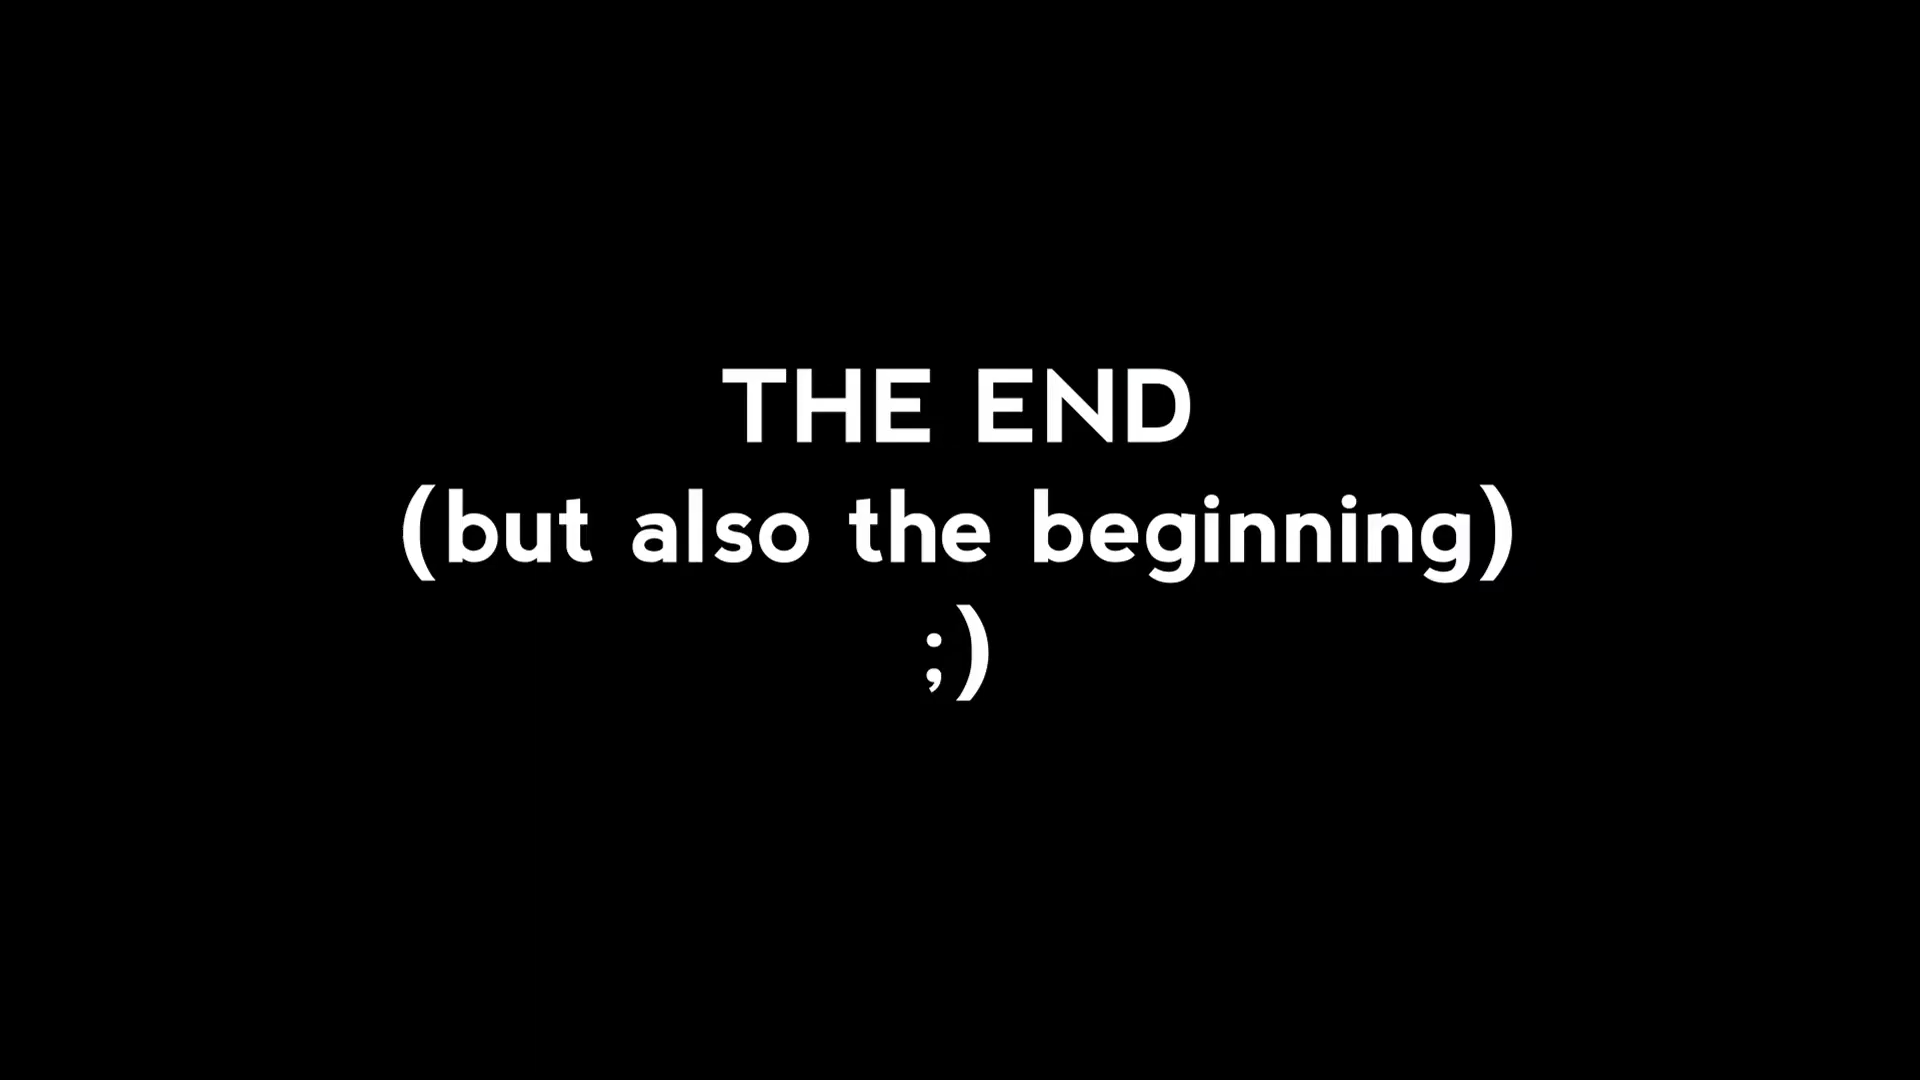 THE END
(but also the beginning)
;)